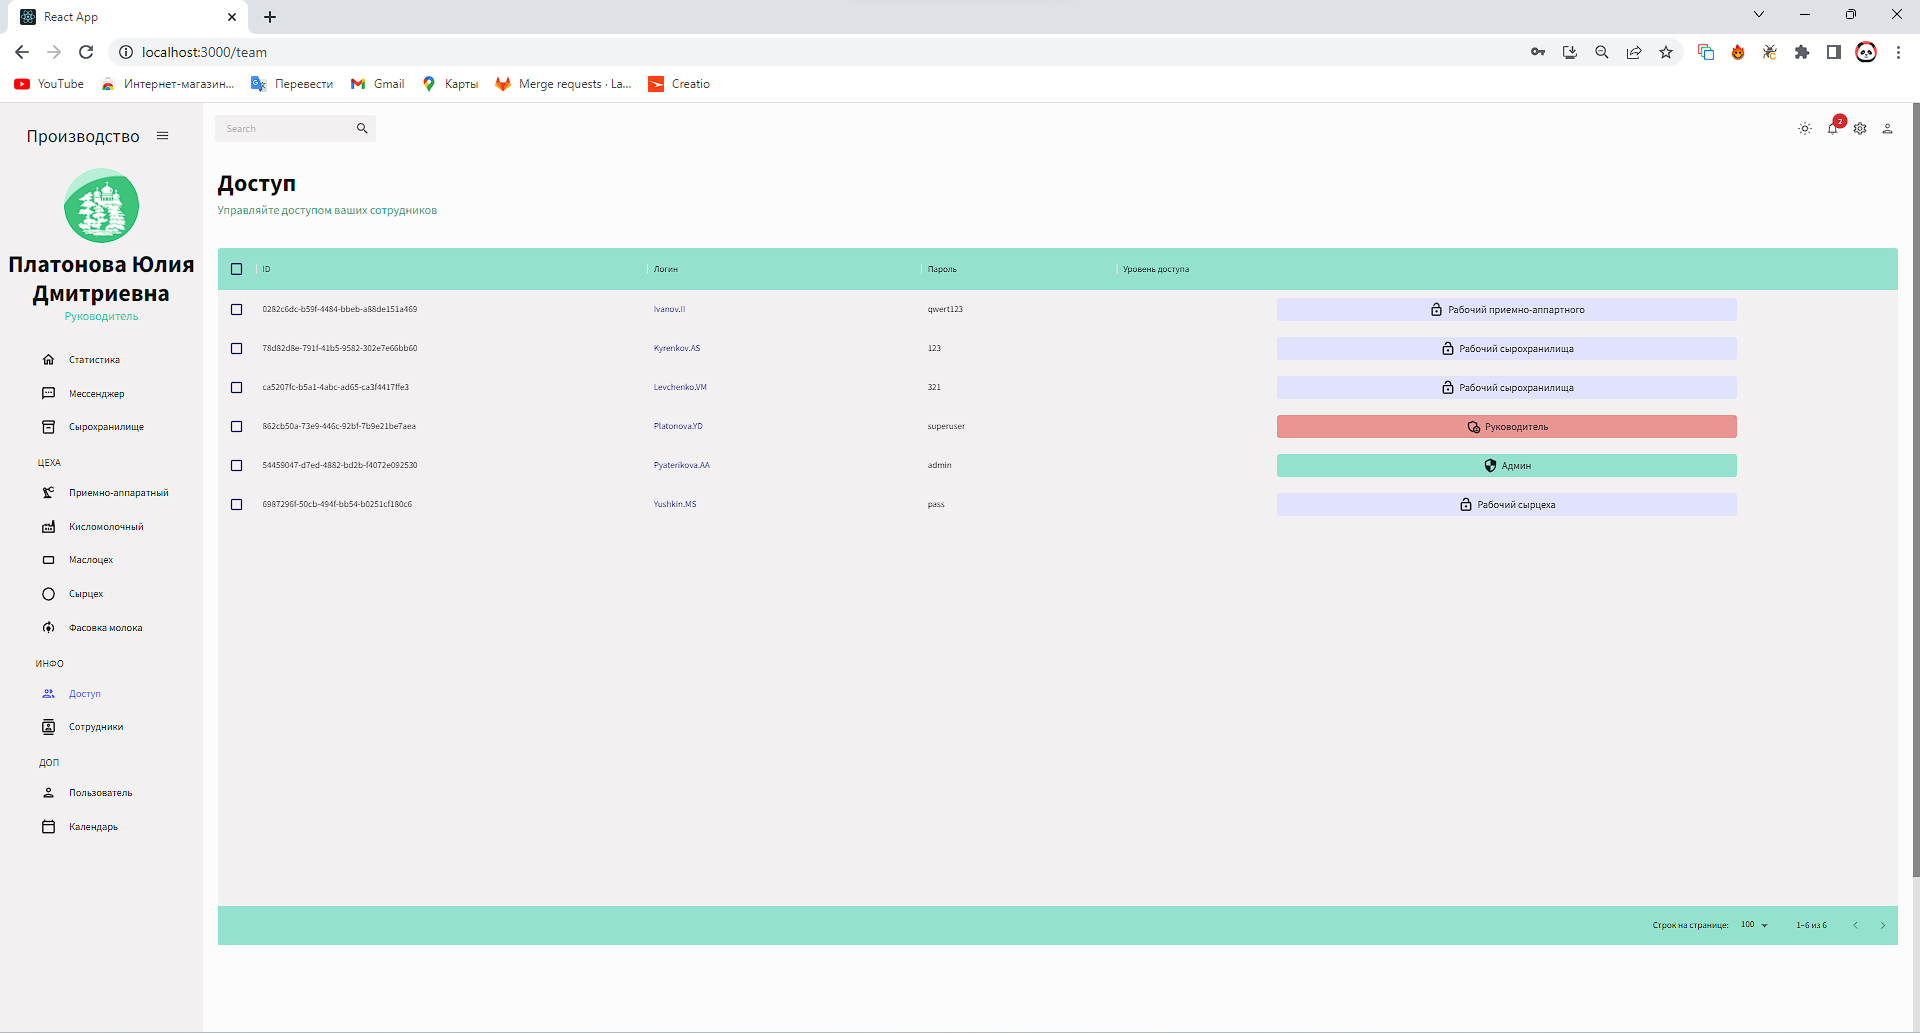 React App
localhost:3000/team
YouTube
Интернет-магазин...
Перевести
Gmail
Карты
Merge requests · La...
Creatio
Производство
Платонова Юлия
Дмитриевна
Руководитель
Статистика
Мессенджер
Сырохранилище
ЦЕХА
Приемно-аппаратный
Кисломолочный
Маслоцех
Сырцех
Фасовка молока
ИНФО
Доступ
Сотрудники
ДОП
Пользователь
Календарь
Search
2
Доступ
Управляйте доступом ваших сотрудников
ID Логин Пароль Уровень доступа
0282c6dc-b59f-4484-bbeb-a88de151a469 Ivanov.II qwert123 Рабочий приемно-аппартного
78d82d8e-791f-41b5-9582-302e7e66bb60 Kyrenkov.AS 123 Рабочий сырохранилища
ca5207fc-b5a1-4abc-ad65-ca3f4417ffe3 Levchenko.VM 321 Рабочий сырохранилища
862cb50a-73e9-446c-92bf-7b9e21be7aea Platonova.YD superuser Руководитель
54459047-d7ed-4882-bd2b-f4072e092530 Pyaterikova.AA admin Админ
6987296f-50cb-494f-bb54-b0251cf180c6 Yushkin.MS pass Рабочий сырцеха
Строк на странице: 100 1–6 из 6